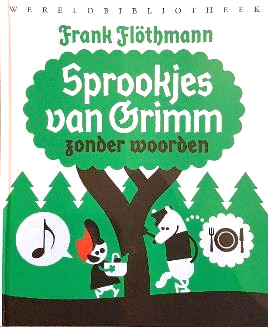 WERELDBIBLIOTHEEK
Frank Flöthmann
Sprookjes
van Grimm
zonder woorden